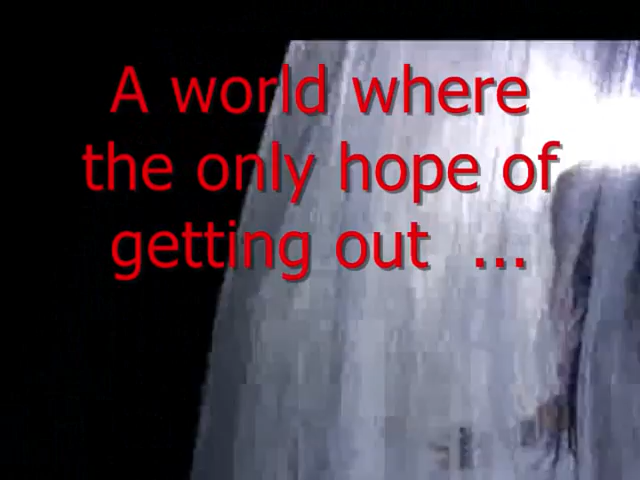 A world where
the only hope of
getting out ...